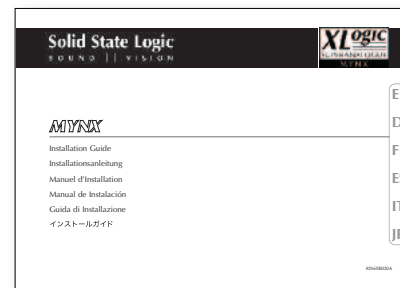 Solid State Logic
SOUND || VISION
XLogic
SUPERANALOGUE
MYNX
MYNX
Installation Guide
Installationsanleitung
Manuel d'Installation
Manual de Instalación
Guida di Installazione
インストールガイド
E
D
F
ES
IT